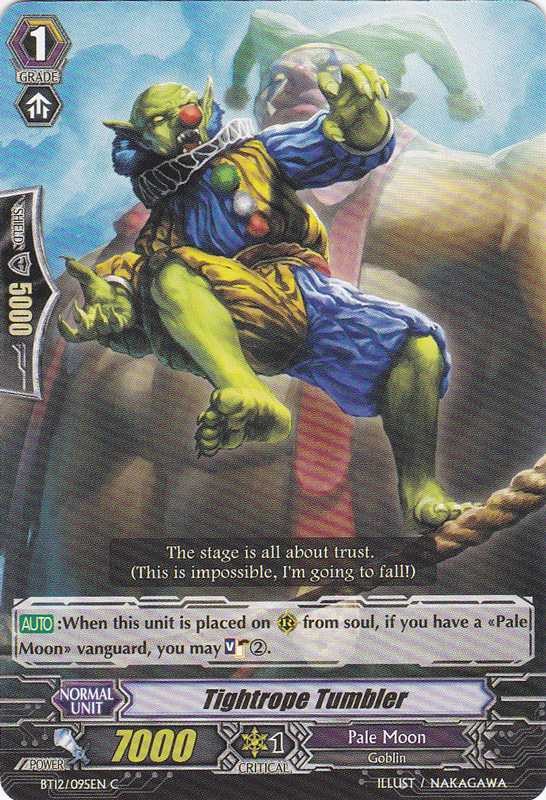 1
GRADE
SHIELD
5000
The stage is all about trust.
(This is impossible, I'm going to fall!)
AUTO :When this unit is placed on R from soul, if you have a «Pale
Moon» vanguard, you may V ②.
NORMAL
UNIT
Tightrope Tumbler
POWER
7000
1
CRITICAL
Pale Moon
Goblin
BT12/095EN C
ILLUST / NAKAGAWA